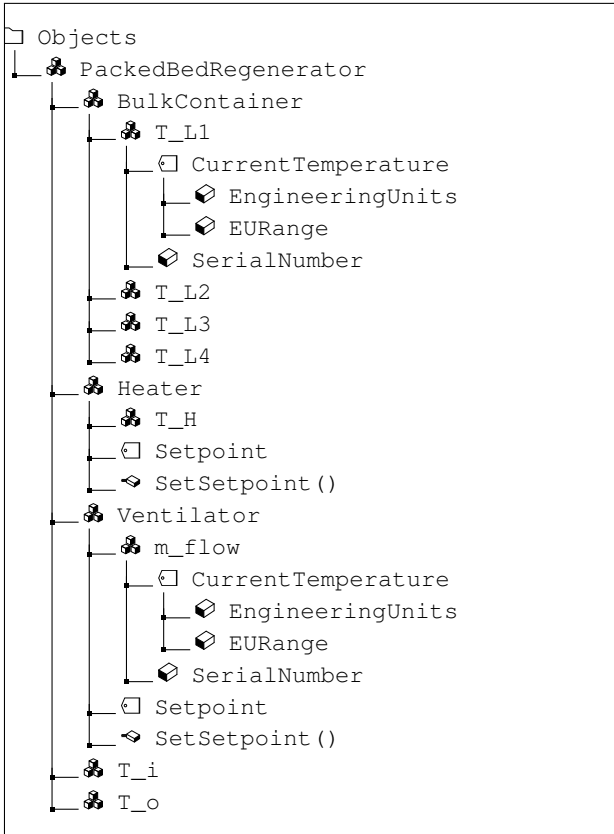 Objects
PackedBedRegenerator
BulkContainer
T_L1
CurrentTemperature
EngineeringUnits
EURange
SerialNumber
T_L2
T_L3
T_L4
Heater
T_H
Setpoint
SetSetpoint()
Ventilator
m_flow
CurrentTemperature
EngineeringUnits
EURange
SerialNumber
Setpoint
SetSetpoint()
T_i
T_o